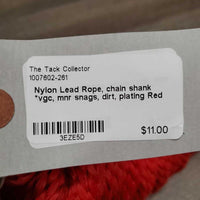 The Tack Collector
1007602-261
Nylon Lead Rope, chain shank
*vgc, mnr snags, dirt, plating Red
3EZE5D
$11.00